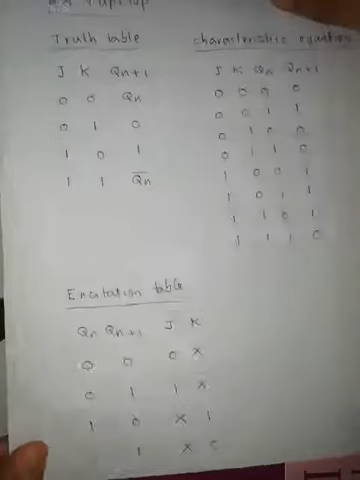 Truth table
J K Qn+1
0 0 Qn
0 1 0
1 0 1
1 1 Q̅n
characteristic equation
J K Qn Qn+1
0 0 0 0
0 0 1 1
0 1 0 0
0 1 1 0
1 0 0 1
1 0 1 1
1 1 0 1
1 1 1 0
Excitation table
Qn Qn+1 J K
0 0 0 X
0 1 1 X
1 0 X 1
1 X 0